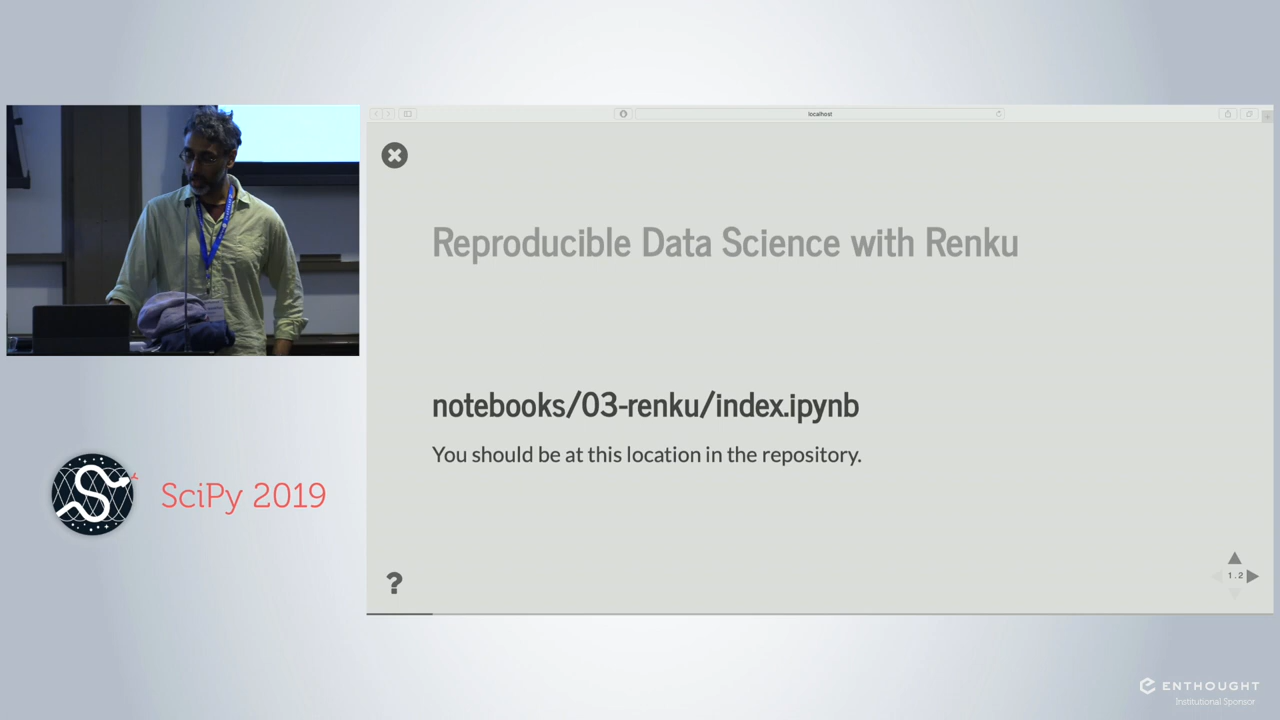 localhost
Reproducible Data Science with Renku
notebooks/03-renku/index.ipynb
You should be at this location in the repository.
SciPy 2019
?
1.2
ENTHOUGHT
Institutional Sponsor